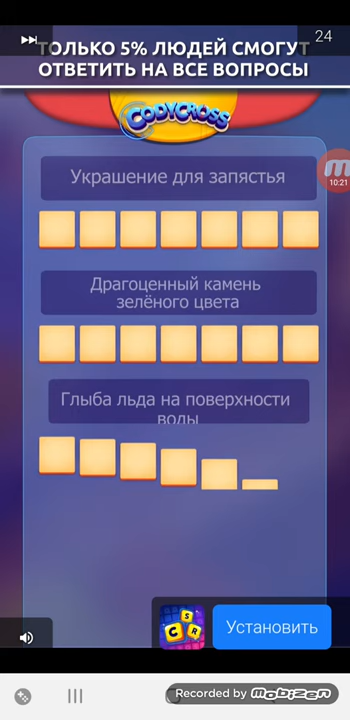 24
ТОЛЬКО 5% ЛЮДЕЙ СМОГУТ
ОТВЕТИТЬ НА ВСЕ ВОПРОСЫ
CODYCROSS
Украшение для запястья
10:21
Драгоценный камень
зелёного цвета
Глыба льда на поверхности
воды
C S R
Установить
Recorded by MOBIZEN